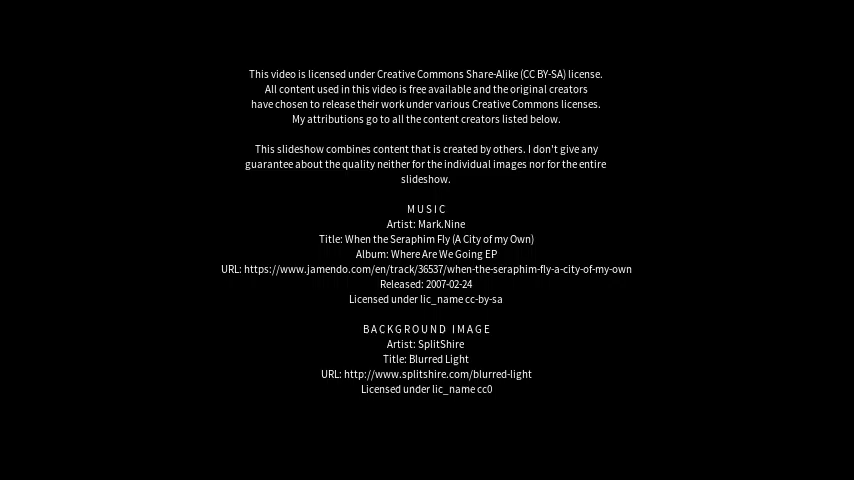 This video is licensed under Creative Commons Share-Alike (CC BY-SA) license.
All content used in this video is free available and the original creators
have chosen to release their work under various Creative Commons licenses.
My attributions go to all the content creators listed below.
This slideshow combines content that is created by others. I don't give any
guarantee about the quality neither for the individual images nor for the entire
slideshow.
MUSIC
Artist: Mark.Nine
Title: When the Seraphim Fly (A City of my Own)
Album: Where Are We Going EP
URL: https://www.jamendo.com/en/track/36537/when-the-seraphim-fly-a-city-of-my-own
Released: 2007-02-24
Licensed under lic_name cc-by-sa
BACKGROUND IMAGE
Artist: SplitShire
Title: Blurred Light
URL: http://www.splitshire.com/blurred-light
Licensed under lic_name cc0